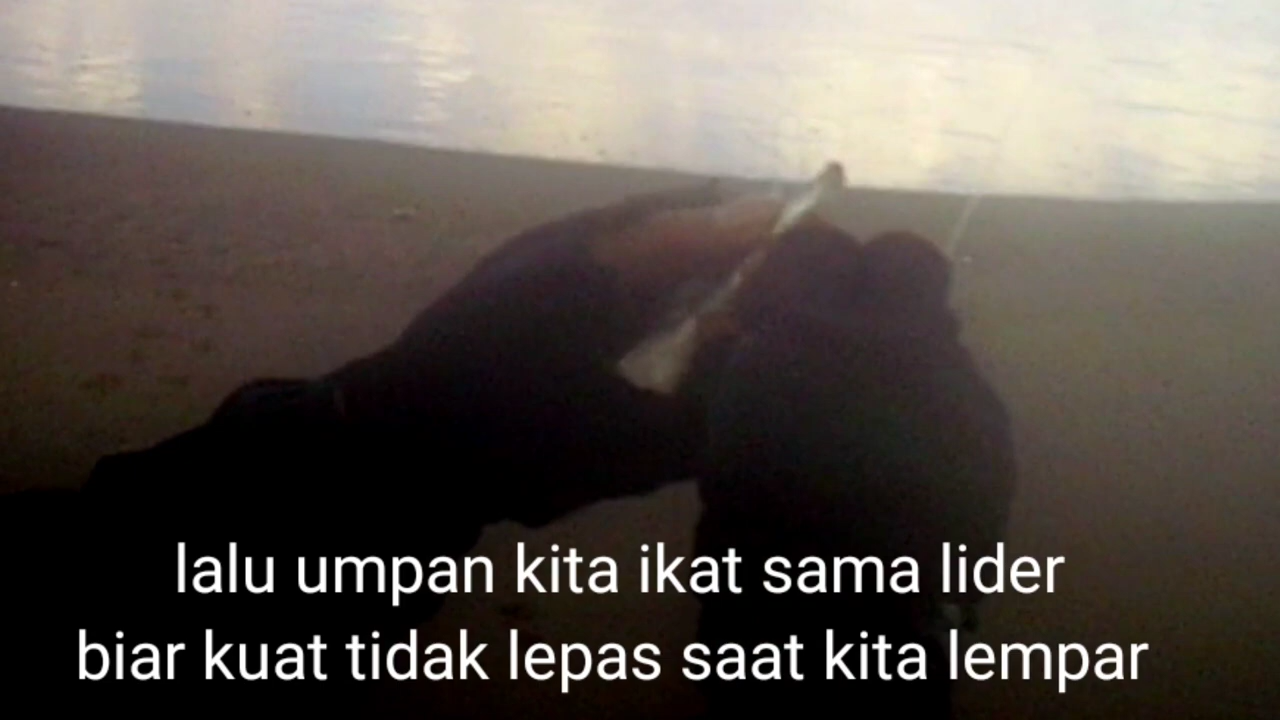 lalu umpan kita ikat sama lider
biar kuat tidak lepas saat kita lempar